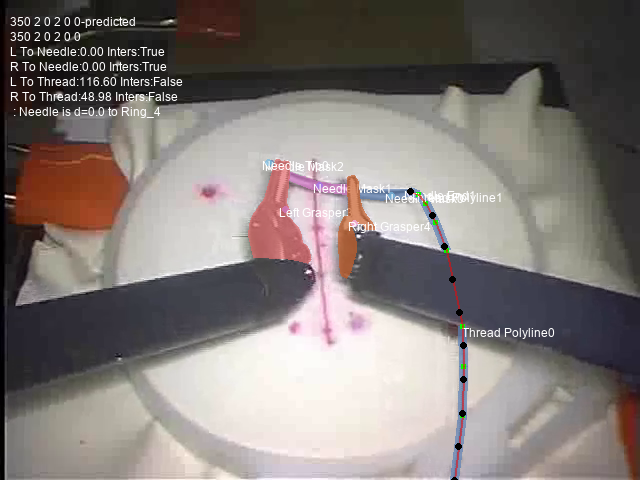 350 2 0 2 0 0-predicted
350 2 0 2 0 0
L To Needle:0.00 Inters:True
R To Needle:0.00 Inters:True
L To Thread:116.60 Inters:False
R To Thread:48.98 Inters:False
: Needle is d=0.0 to Ring_4
Left Grasper
Right Grasper4
Thread Polyline0